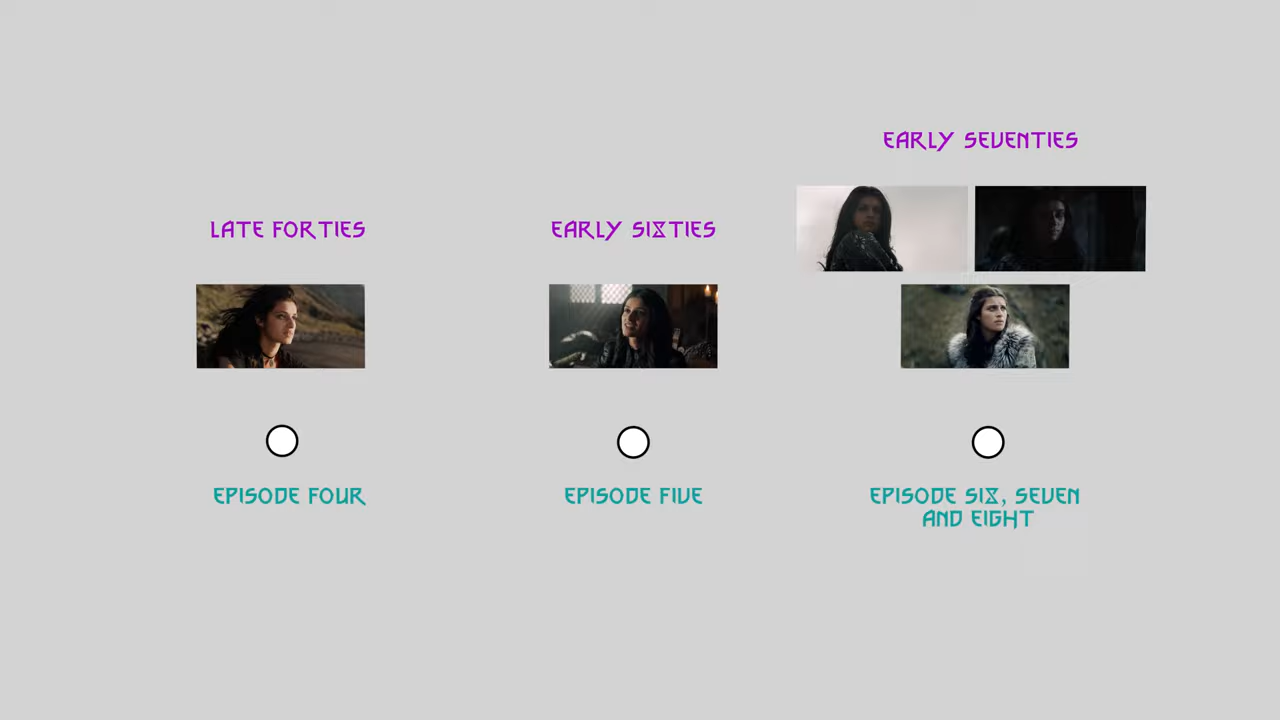 EARLY SEVENTIES
LATE FORTIES
EARLY SIXTIES
EPISODE FOUR
EPISODE FIVE
EPISODE SIX, SEVEN
AND EIGHT